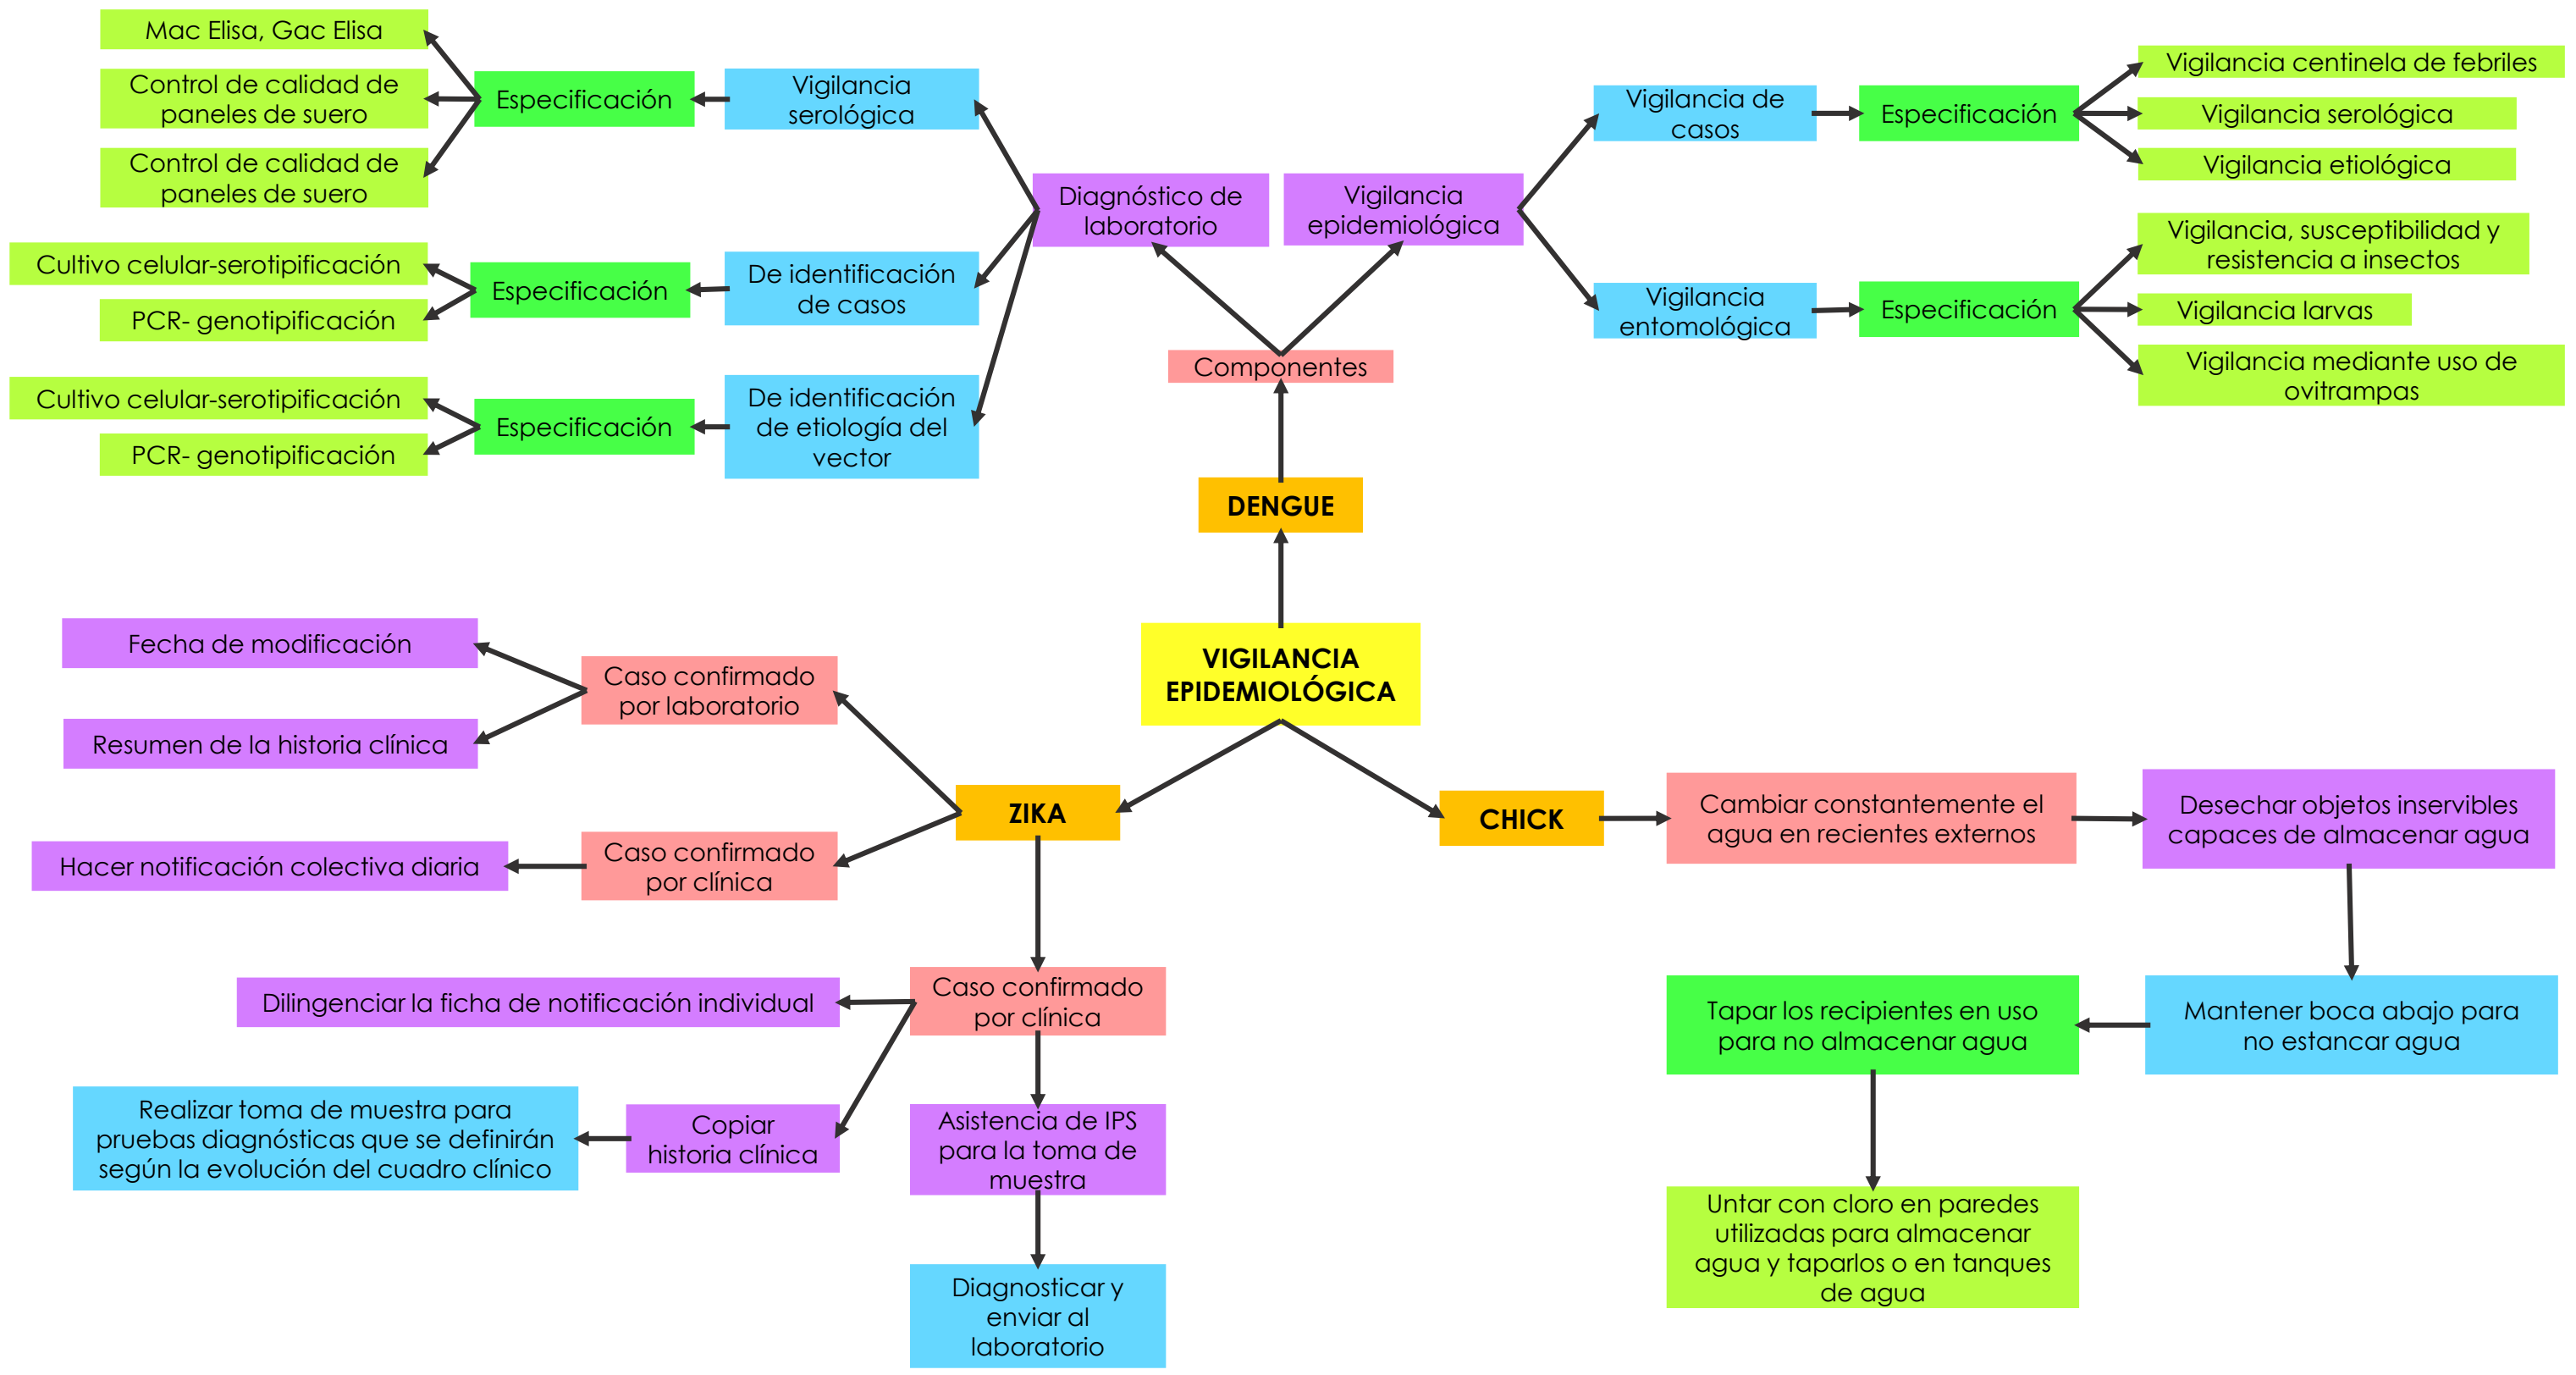 Mac Elisa, Gac Elisa
Control de calidad de
paneles de suero
Control de calidad de
paneles de suero
Especificación
Vigilancia
serológica
Cultivo celular-serotipificación
PCR- genotipificación
Especificación
De identificación
de casos
Cultivo celular-serotipificación
PCR- genotipificación
Especificación
De identificación
de etiología del
vector
Diagnóstico de
laboratorio
Vigilancia
epidemiológica
Vigilancia de
casos
Especificación
Vigilancia centinela de febriles
Vigilancia serológica
Vigilancia etiológica
Vigilancia
entomológica
Especificación
Vigilancia, susceptibilidad y
resistencia a insectos
Vigilancia larvas
Vigilancia mediante uso de
ovitrampas
Componentes
DENGUE
VIGILANCIA
EPIDEMIOLÓGICA
Fecha de modificación
Resumen de la historia clínica
Caso confirmado
por laboratorio
Hacer notificación colectiva diaria
Caso confirmado
por clínica
ZIKA
CHICK
Cambiar constantemente el
agua en recientes externos
Desechar objetos inservibles
capaces de almacenar agua
Dilingenciar la ficha de notificación individual
Caso confirmado
por clínica
Tapar los recipientes en uso
para no almacenar agua
Mantener boca abajo para
no estancar agua
Realizar toma de muestra para
pruebas diagnósticas que se definirán
según la evolución del cuadro clínico
Copiar
historia clínica
Asistencia de IPS
para la toma de
muestra
Untar con cloro en paredes
utilizadas para almacenar
agua y taparlos o en tanques
de agua
Diagnosticar y
enviar al
laboratorio